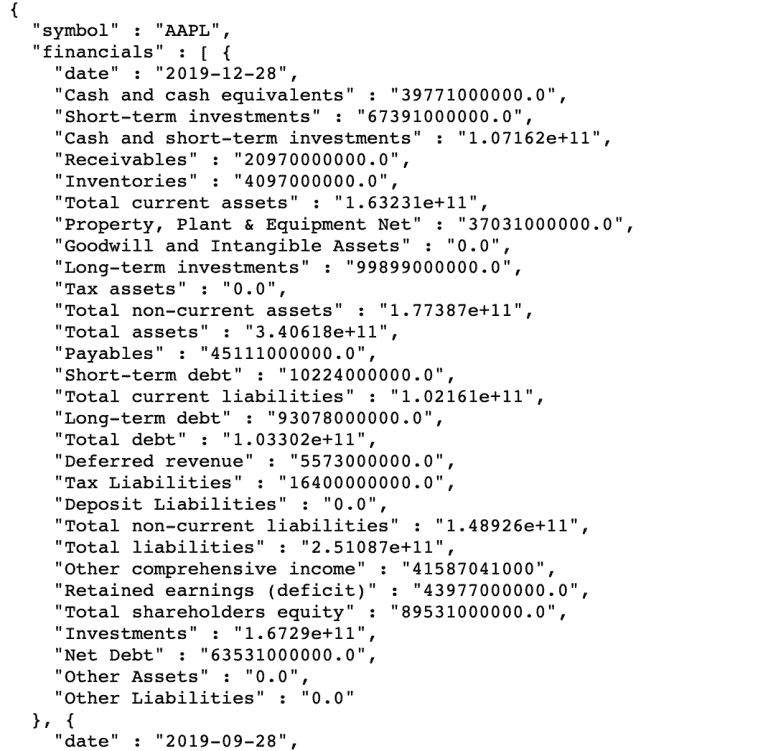 {
"symbol" : "AAPL",
"financials" : [ {
"date" : "2019-12-28",
"Cash and cash equivalents" : "39771000000.0",
"Short-term investments" : "67391000000.0",
"Cash and short-term investments" : "1.07162e+11",
"Receivables" : "20970000000.0",
"Inventories" : "4097000000.0",
"Total current assets" : "1.63231e+11",
"Property, Plant & Equipment Net" : "37031000000.0",
"Goodwill and Intangible Assets" : "0.0",
"Long-term investments" : "99899000000.0",
"Tax assets" : "0.0",
"Total non-current assets" : "1.77387e+11",
"Total assets" : "3.40618e+11",
"Payables" : "45111000000.0",
"Short-term debt" : "10224000000.0",
"Total current liabilities" : "1.02161e+11",
"Long-term debt" : "93078000000.0",
"Total debt" : "1.03302e+11",
"Deferred revenue" : "5573000000.0",
"Tax Liabilities" : "16400000000.0",
"Deposit Liabilities" : "0.0",
"Total non-current liabilities" : "1.48926e+11",
"Total liabilities" : "2.51087e+11",
"Other comprehensive income" : "41587041000",
"Retained earnings (deficit)" : "43977000000.0",
"Total shareholders equity" : "89531000000.0",
"Investments" : "1.6729e+11",
"Net Debt" : "63531000000.0",
"Other Assets" : "0.0",
"Other Liabilities" : "0.0"
}, {
"date" : "2019-09-28",